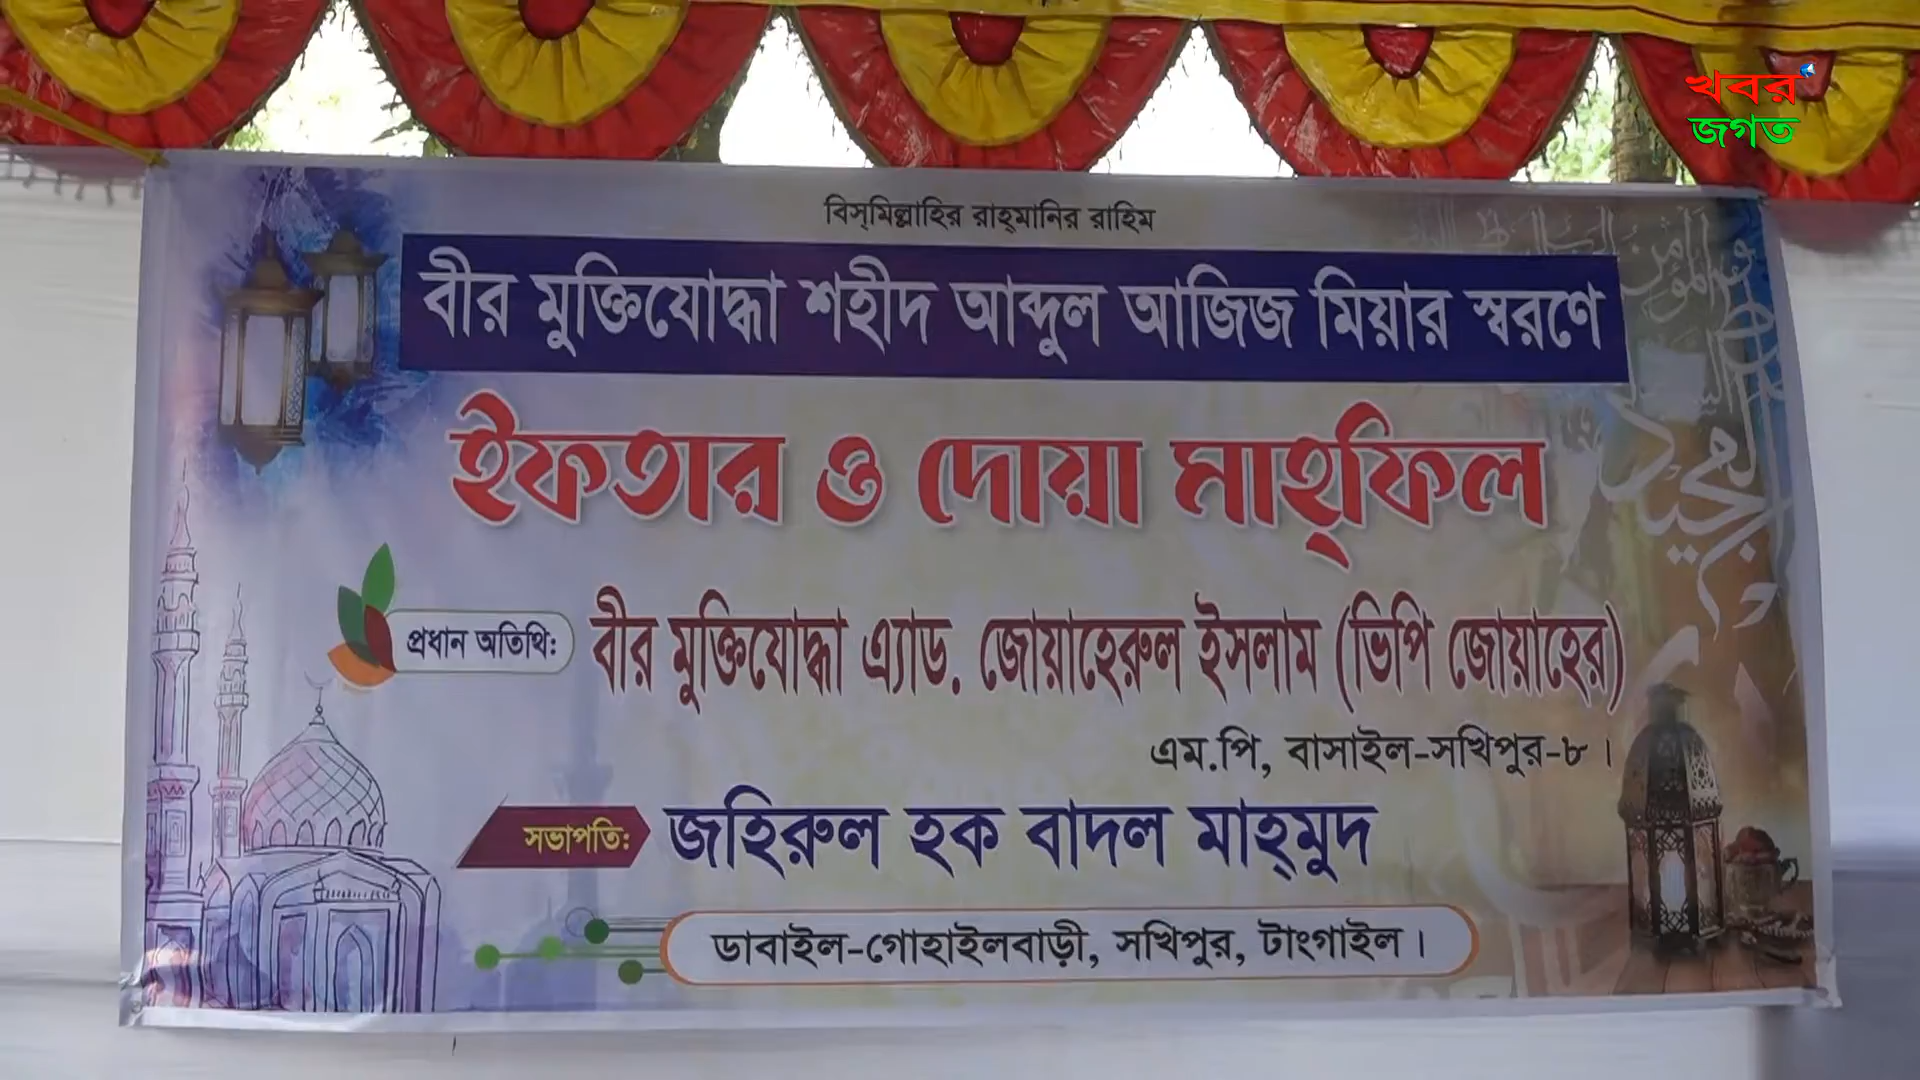 খবর
জগত
বিস্‌মিল্লাহির রাহ্‌মানির রাহিম
বীর মুক্তিযোদ্ধা শহীদ আব্দুল আজিজ মিয়ার স্বরণে
ইফতার ও দোয়া মাহ্‌ফিল
প্রধান অতিথি: বীর মুক্তিযোদ্ধা এ্যাড. জোয়াহেরুল ইসলাম (ভিপি জোয়াহের)
এম.পি, বাসাইল-সখিপুর-৮।
সভাপতি: জহিরুল হক বাদল মাহ্‌মুদ
ডাবাইল-গোহাইলবাড়ী, সখিপুর, টাংগাইল।